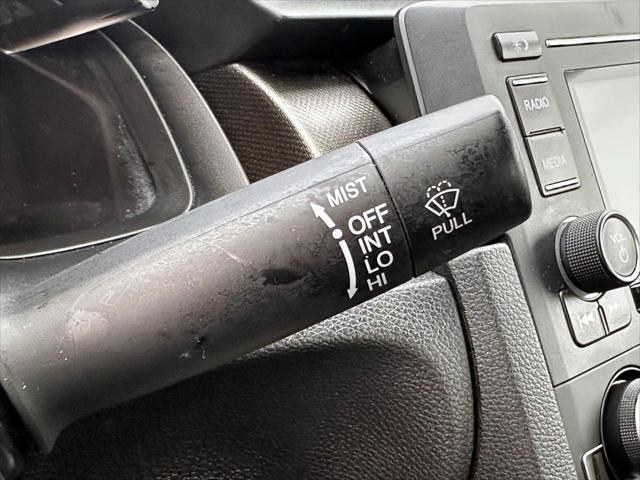 MIST
OFF
INT
LO
HI
PULL
RADIO
MEDIA
VOL